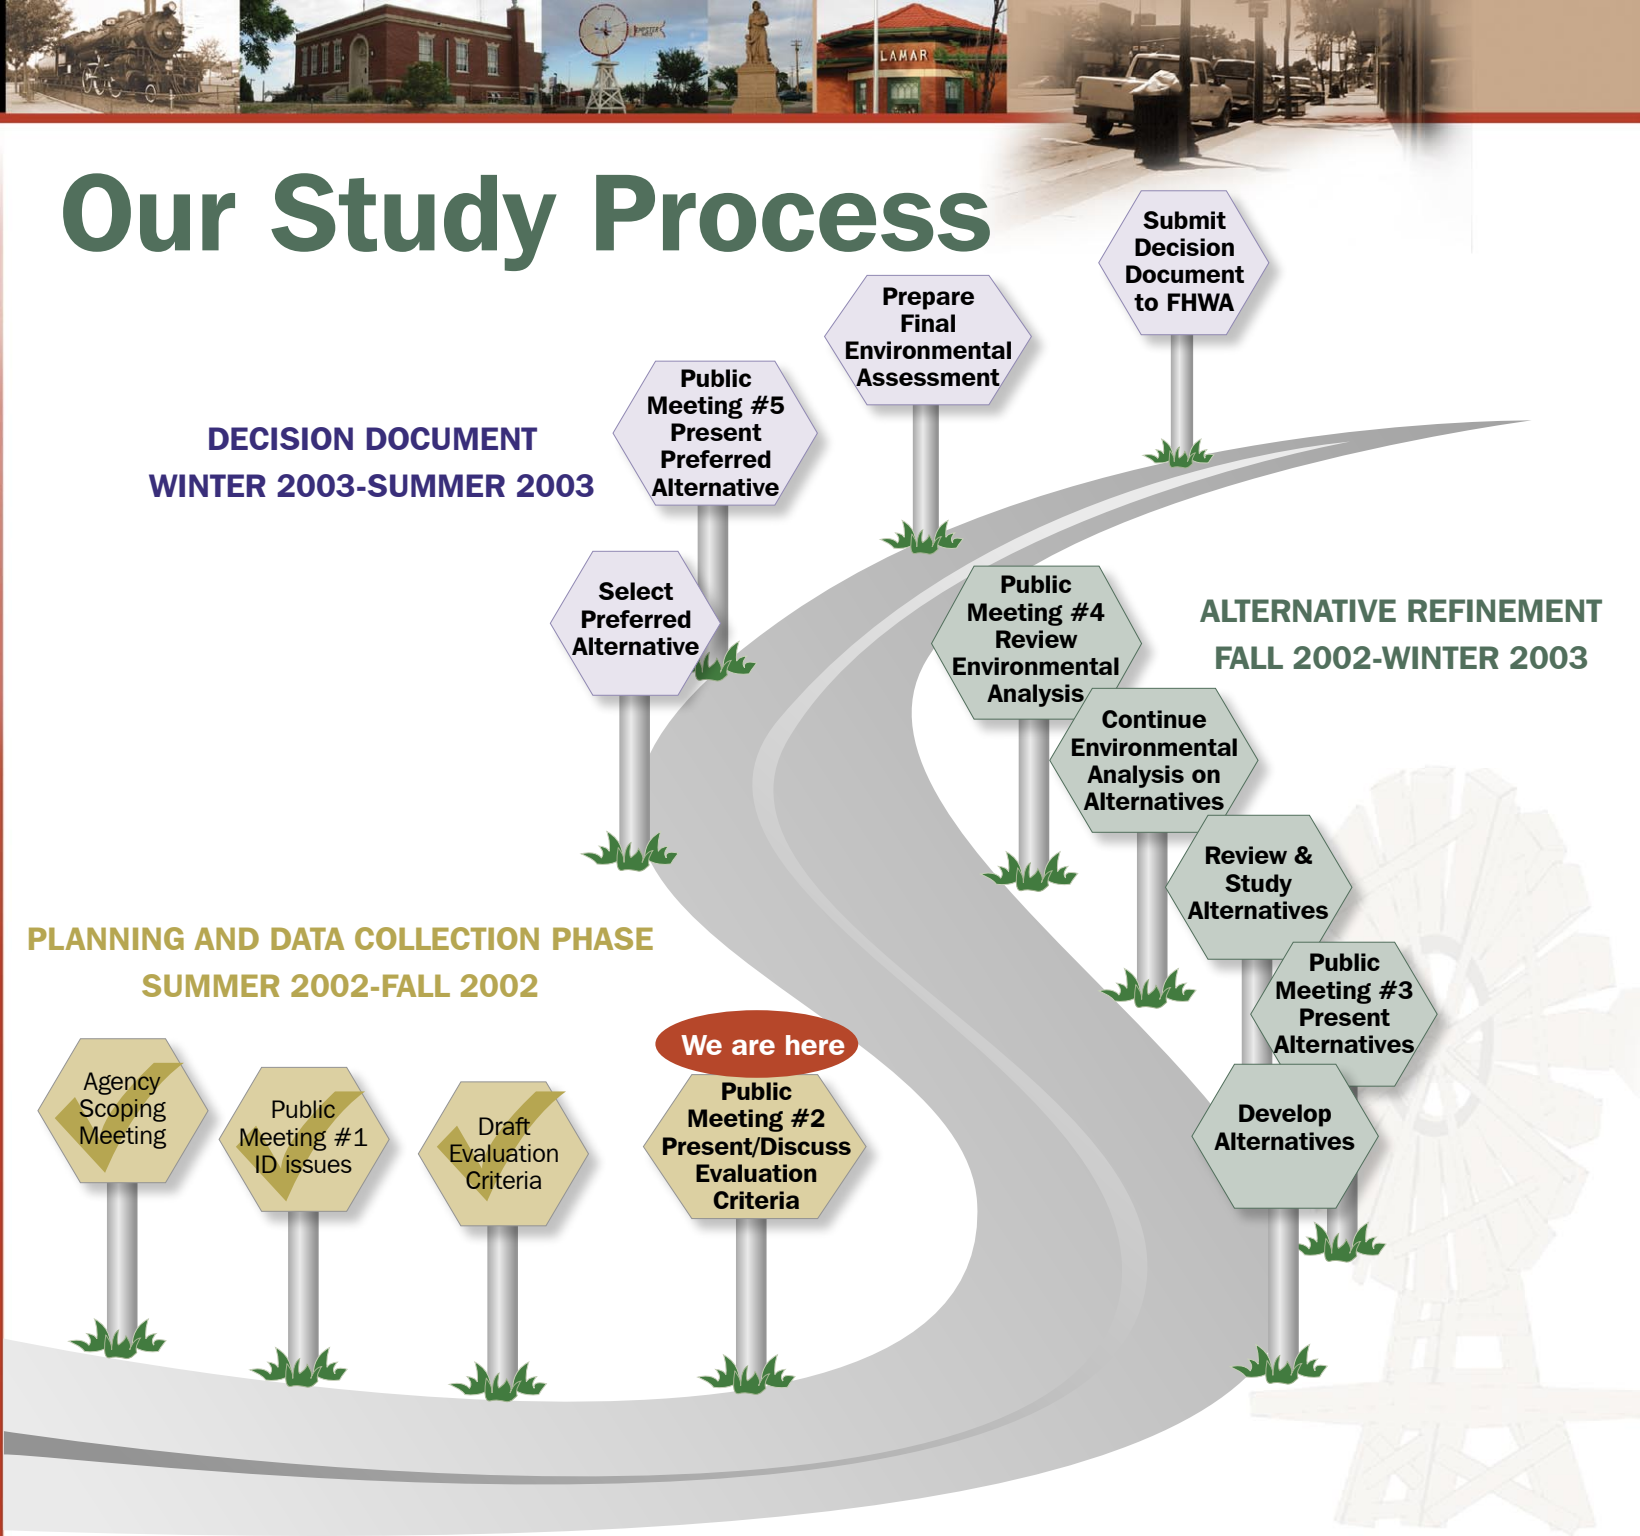 LAMAR
Our Study Process
Submit
Decision
Document
to FHWA
Prepare
Final
Environmental
Assessment
Public
Meeting #5
Present
Preferred
Alternative
DECISION DOCUMENT
WINTER 2003-SUMMER 2003
Select
Preferred
Alternative
Public
Meeting #4
Review
Environmental
Analysis
ALTERNATIVE REFINEMENT
FALL 2002-WINTER 2003
Continue
Environmental
Analysis on
Alternatives
Review &
Study
Alternatives
Public
Meeting #3
Present
Alternatives
Develop
Alternatives
PLANNING AND DATA COLLECTION PHASE
SUMMER 2002-FALL 2002
Agency
Scoping
Meeting
Public
Meeting #1
ID issues
Draft
Evaluation
Criteria
We are here
Public
Meeting #2
Present/Discuss
Evaluation
Criteria